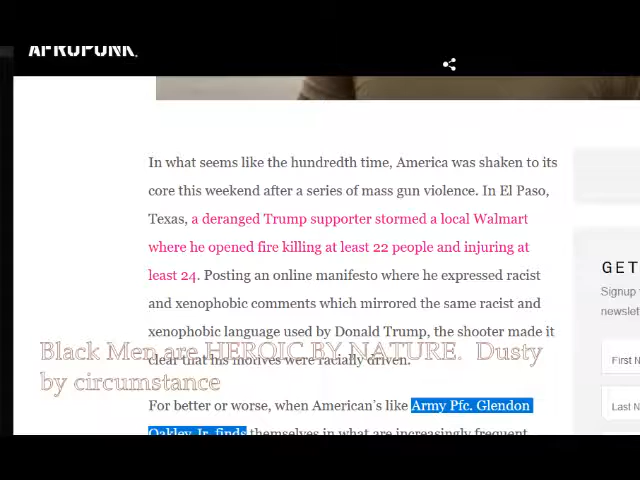 AFROPUNK
In what seems like the hundredth time, America was shaken to its
core this weekend after a series of mass gun violence. In El Paso,
Texas, a deranged Trump supporter stormed a local Walmart
where he opened fire killing at least 22 people and injuring at
least 24. Posting an online manifesto where he expressed racist
and xenophobic comments which mirrored the same racist and
xenophobic language used by Donald Trump, the shooter made it
clear that his motives were racially driven.
Black Men are HEROIC BY NATURE. Dusty
by circumstance
For better or worse, when American's like Army Pfc. Glendon
Oakley, Jr. finds themselves in what are increasingly frequent
GET
Signup
newslet
First N
Last N